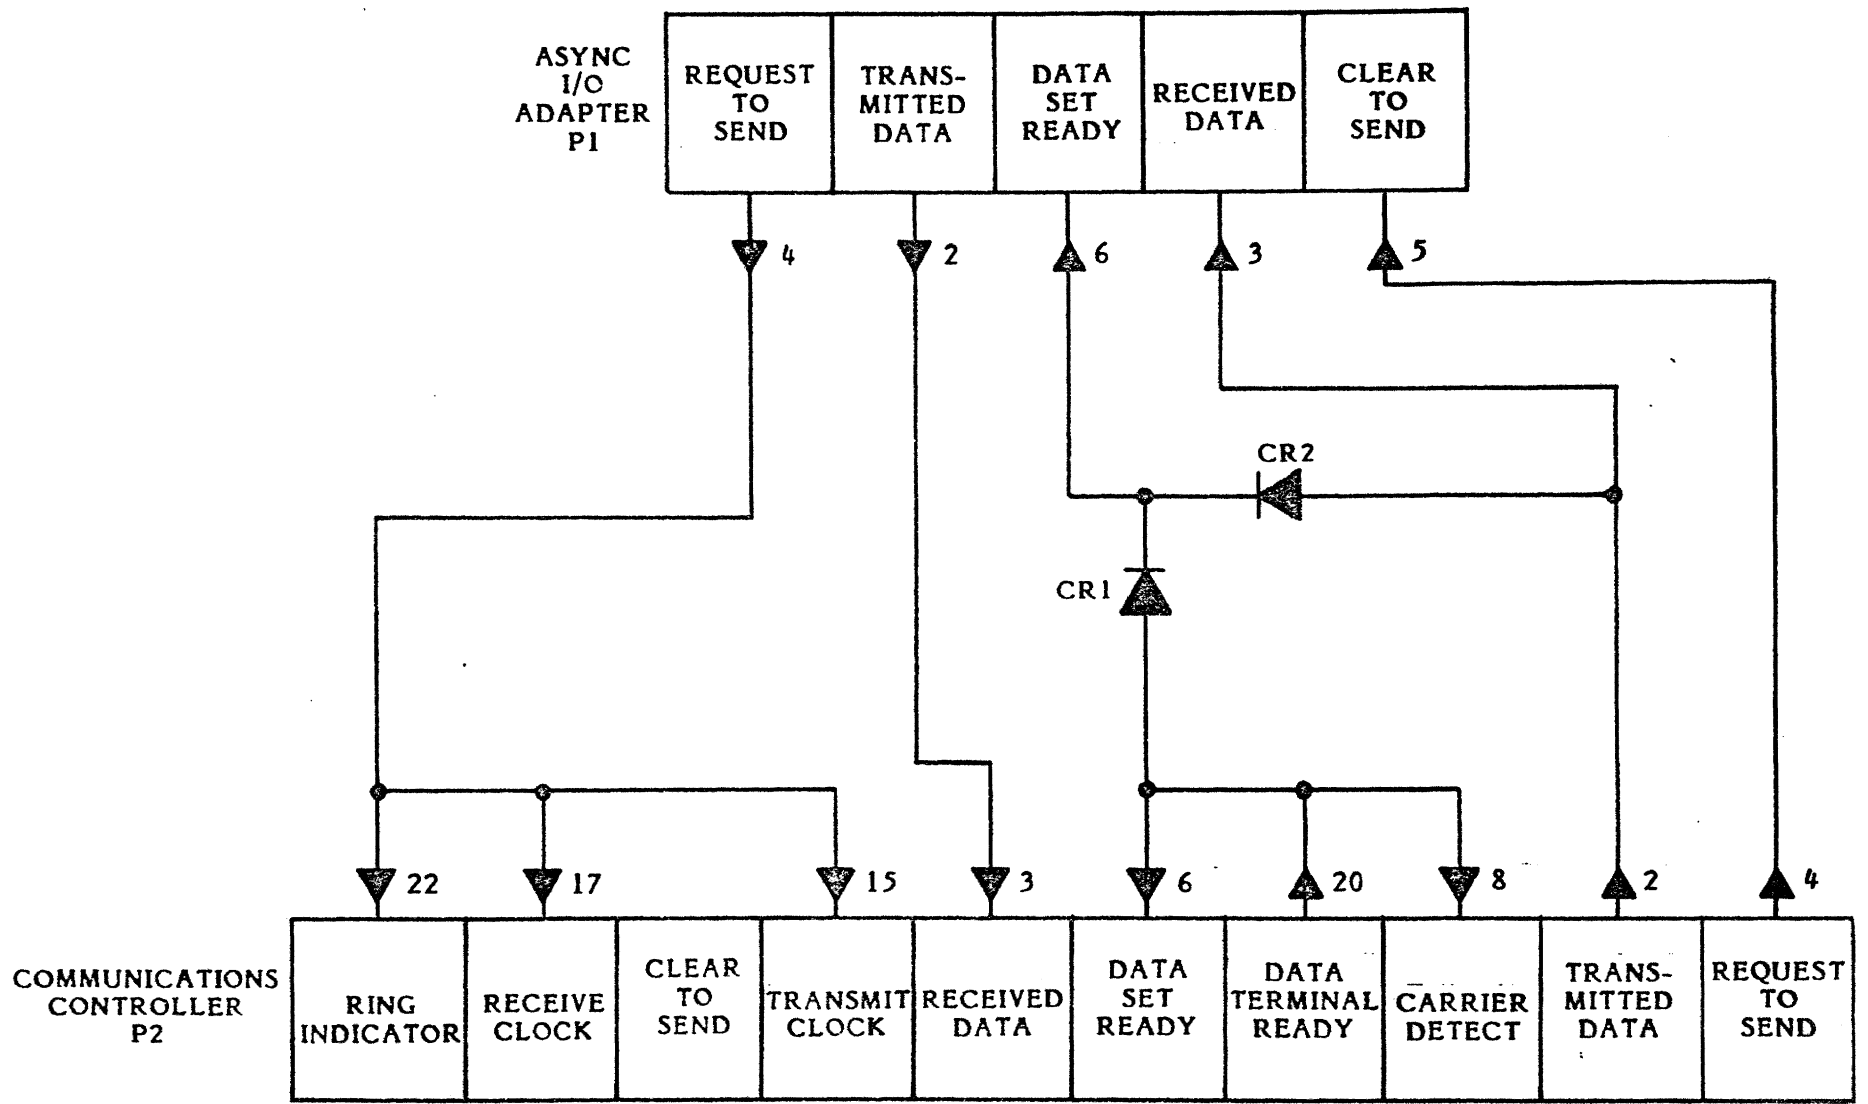 ASYNC
I/O
ADAPTER
P1
REQUEST
TO
SEND
TRANS-
MITTED
DATA
DATA
SET
READY
RECEIVED
DATA
CLEAR
TO
SEND
4
2
6
3
5
CR2
CR1
22
17
15
3
6
20
8
2
4
COMMUNICATIONS
CONTROLLER
P2
RING
INDICATOR
RECEIVE
CLOCK
CLEAR
TO
SEND
TRANSMIT
CLOCK
RECEIVED
DATA
DATA
SET
READY
DATA
TERMINAL
READY
CARRIER
DETECT
TRANS-
MITTED
DATA
REQUEST
TO
SEND